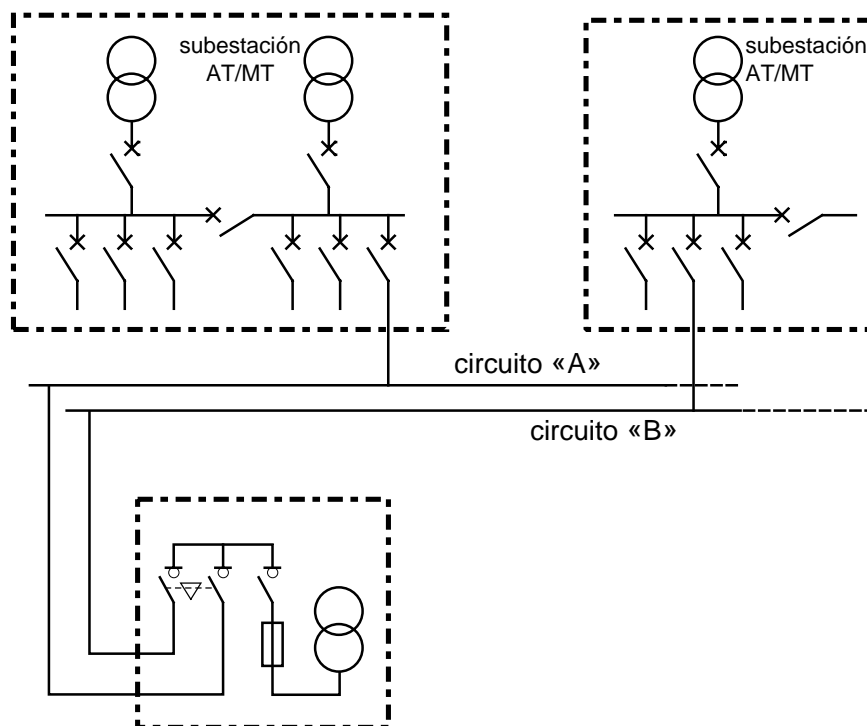 subestación
AT/MT
subestación
AT/MT
circuito «A»
circuito «B»